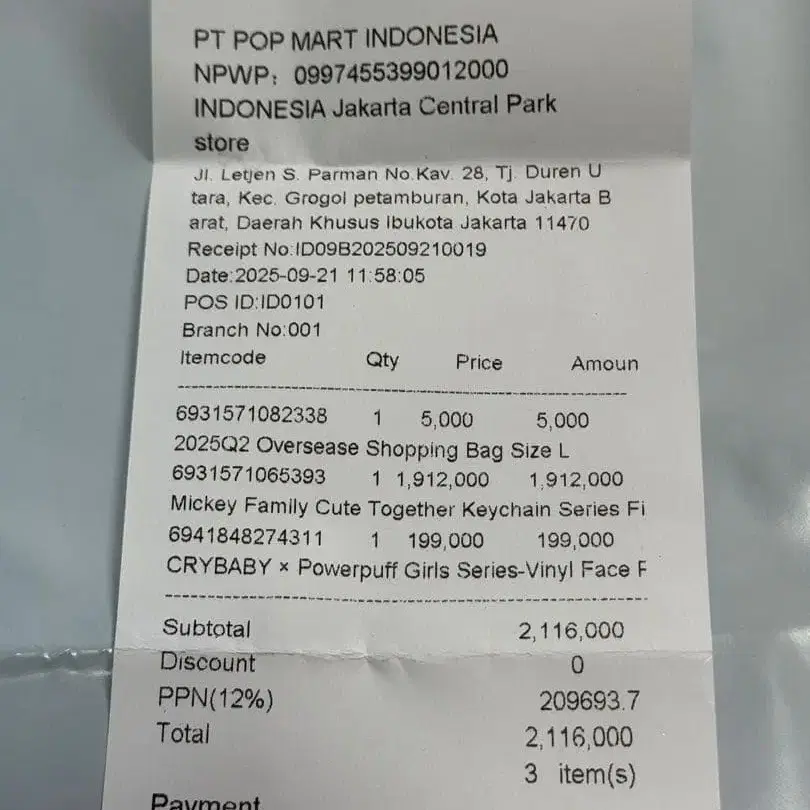 PT POP MART INDONESIA
NPWP: 0997455399012000
INDONESIA Jakarta Central Park
store
Jl. Letjen S. Parman No.Kav. 28, Tj. Duren U
tara, Kec. Grogol petamburan, Kota Jakarta B
arat, Daerah Khusus Ibukota Jakarta 11470
Receipt No:ID09B202509210019
Date:2025-09-21 11:58:05
POS ID:ID0101
Branch No:001
Itemcode Qty Price Amoun
6931571082338 1 5,000 5,000
2025Q2 Oversease Shopping Bag Size L
6931571065393 1 1,912,000 1,912,000
Mickey Family Cute Together Keychain Series Fi
6941848274311 1 199,000 199,000
CRYBABY × Powerpuff Girls Series-Vinyl Face F
Subtotal 2,116,000
Discount 0
PPN(12%) 209693.7
Total 2,116,000
3 item(s)
Payment